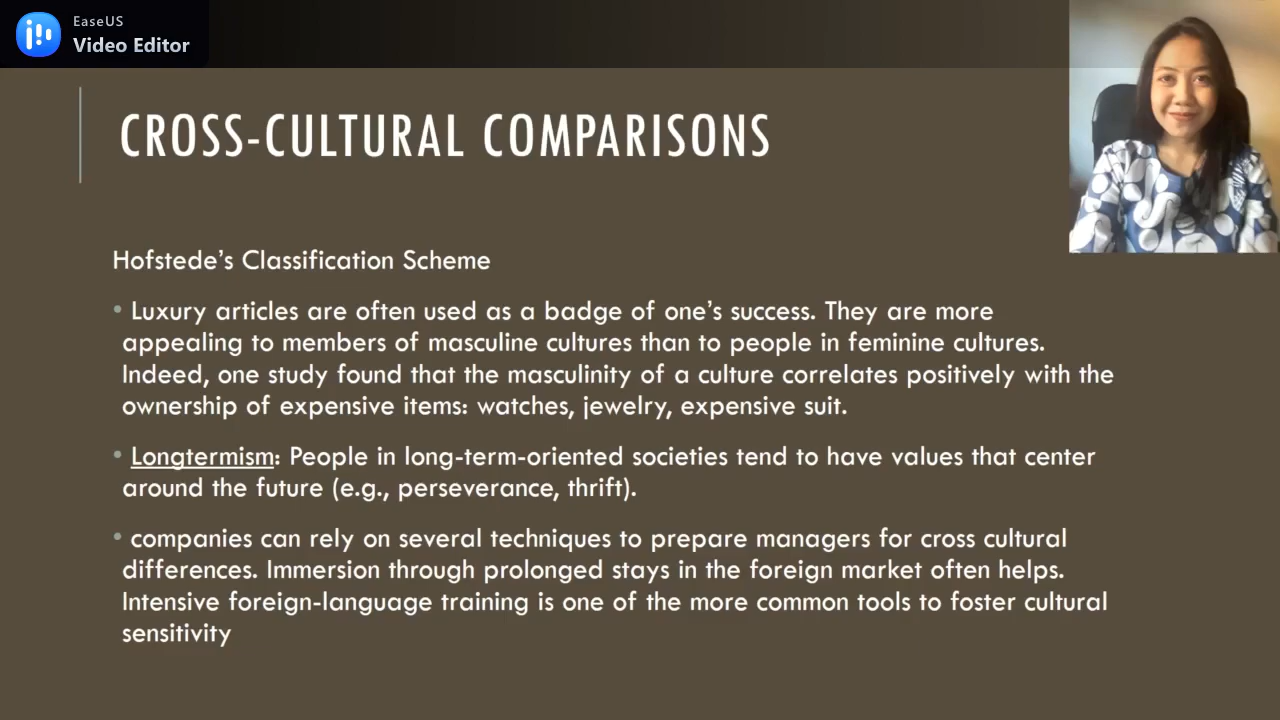 EaseUS
Video Editor
CROSS-CULTURAL COMPARISONS
Hofstede’s Classification Scheme
• Luxury articles are often used as a badge of one’s success. They are more
appealing to members of masculine cultures than to people in feminine cultures.
Indeed, one study found that the masculinity of a culture correlates positively with the
ownership of expensive items: watches, jewelry, expensive suit.
• Longtermism: People in long-term-oriented societies tend to have values that center
around the future (e.g., perseverance, thrift).
• companies can rely on several techniques to prepare managers for cross cultural
differences. Immersion through prolonged stays in the foreign market often helps.
Intensive foreign-language training is one of the more common tools to foster cultural
sensitivity